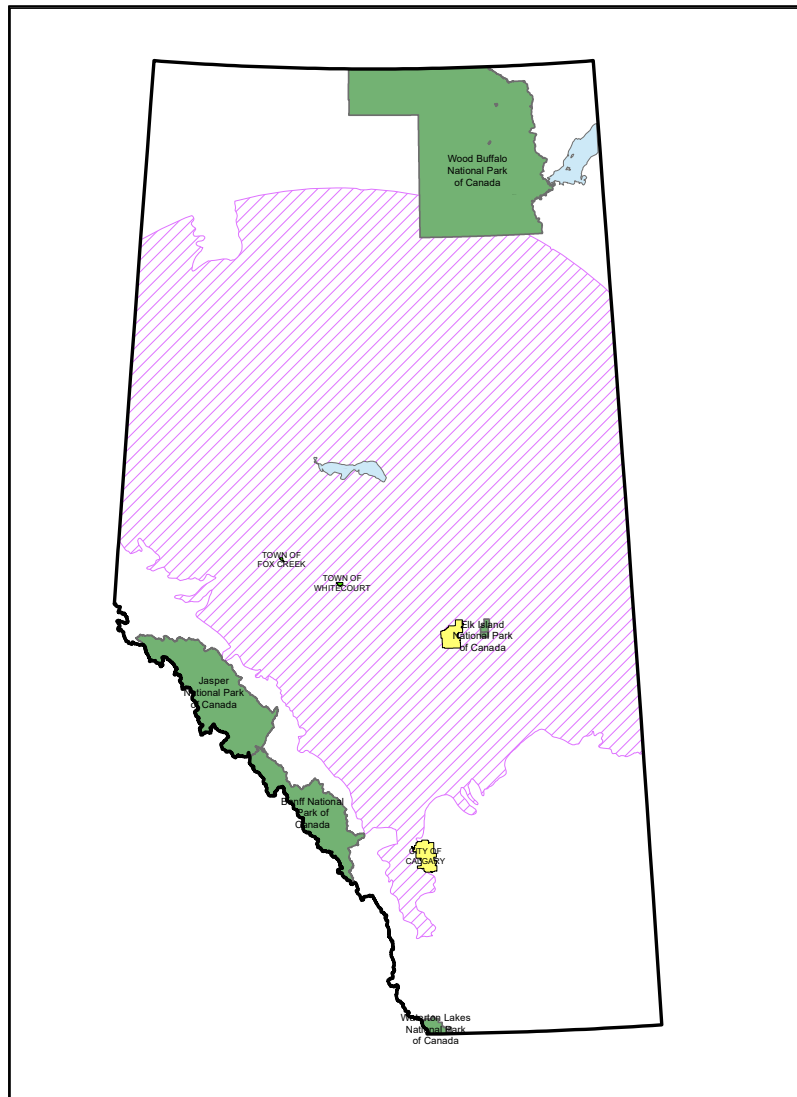 Wood Buffalo
National Park
of Canada
TOWN OF
FOX CREEK
TOWN OF
WHITECOURT
Elk Island
National Park
of Canada
Jasper
National Park
of Canada
Banff National
Park of
Canada
CITY OF
CALGARY
Waterton Lakes
National Park
of Canada